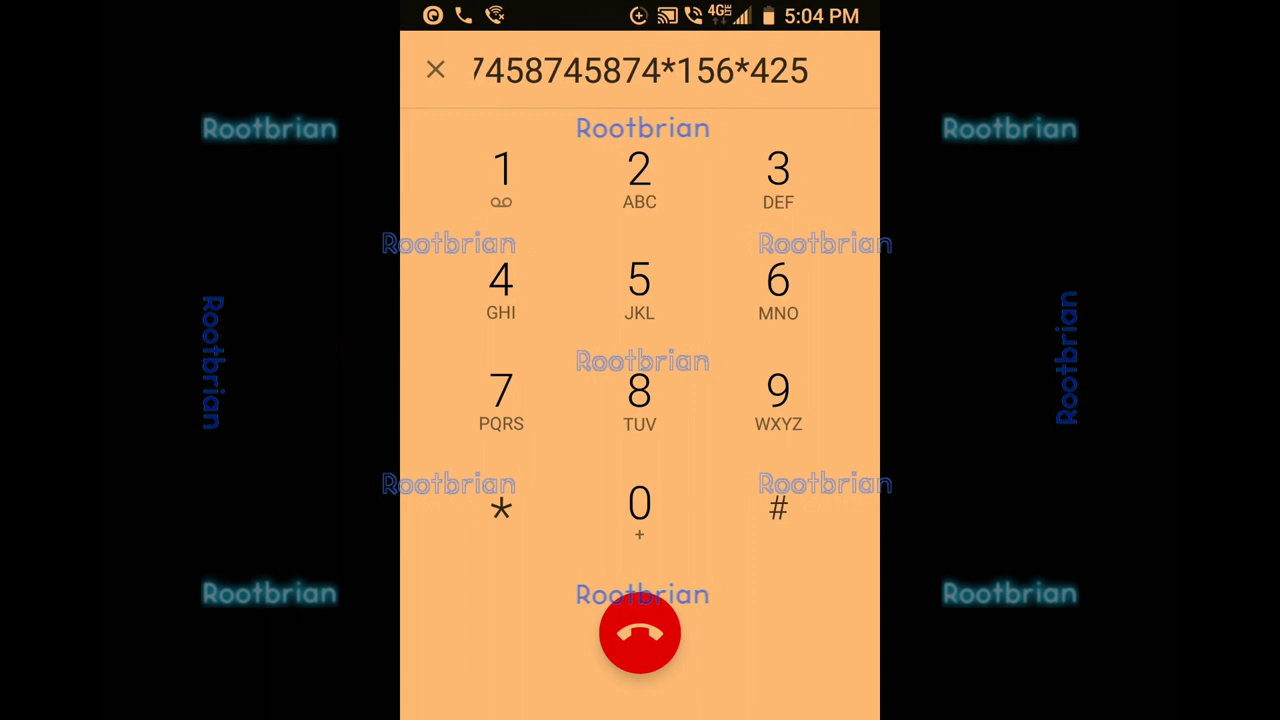 4G LTE 5:04 PM
7458745874*156*425
Rootbrian Rootbrian Rootbrian
1 2 3
ABC DEF
Rootbrian Rootbrian
4 5 6
GHI JKL MNO
Rootbrian Rootbrian Rootbrian
7 8 9
PQRS TUV WXYZ
Rootbrian Rootbrian
* 0 #
+
Rootbrian Rootbrian Rootbrian